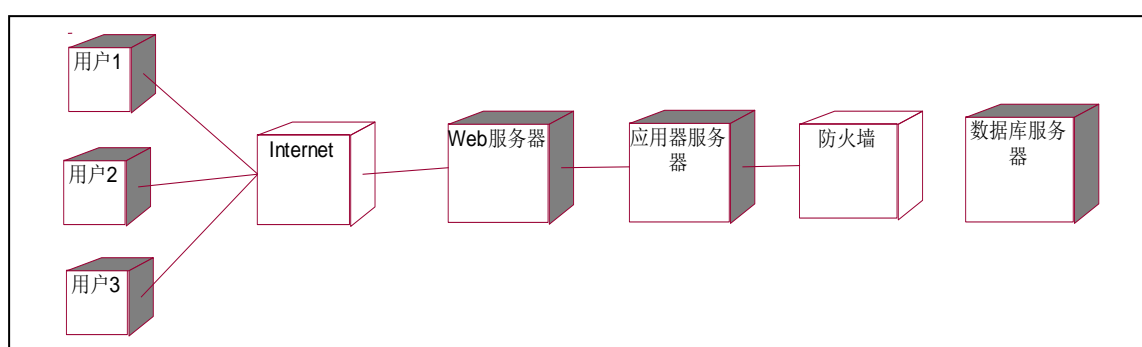 用户1
用户2
用户3
Internet
Web服务器
应用器服务
器
防火墙
数据库服务
器